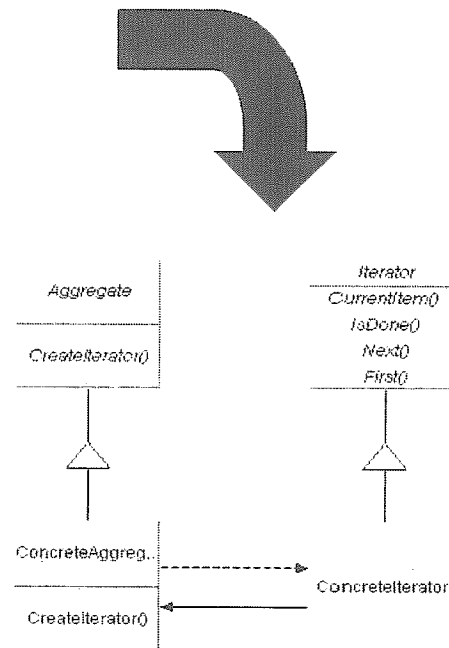 Aggregate
CreateIterator()
Iterator
CurrentItem()
IsDone()
Next()
First()
ConcreteAggreg..
CreateIterator()
ConcreteIterator